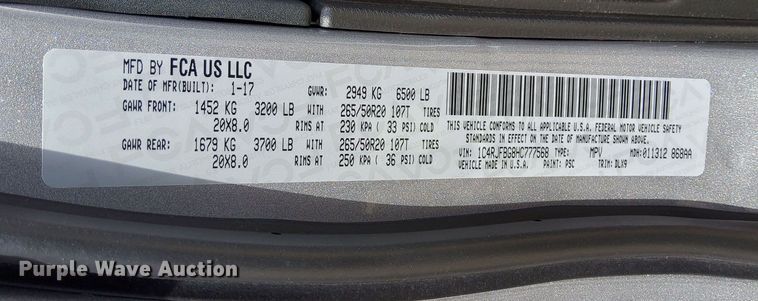 MFD BY FCA US LLC
DATE OF MFR(BUILT): 1-17 GVWR: 2949 KG 6500 LB
GAWR FRONT: 1452 KG 3200 LB WITH 265/50R20 107T TIRES
20X8.0 RIMS AT 230 KPA ( 33 PSI) COLD
GAWR REAR: 1679 KG 3700 LB WITH 265/50R20 107T TIRES
20X8.0 RIMS AT 250 KPA ( 36 PSI) COLD
THIS VEHICLE CONFORMS TO ALL APPLICABLE U.S.A. FEDERAL MOTOR VEHICLE SAFETY
STANDARDS IN EFFECT ON THE DATE OF MANUFACTURE SHOWN ABOVE.
VIN: 1C4RJFBG8HC777568 TYPE: MPV MDH: 011312 868AA
VEHICLE MADE IN U.S.A. PAINT: PSC TRIM: DLX9
Purple Wave Auction